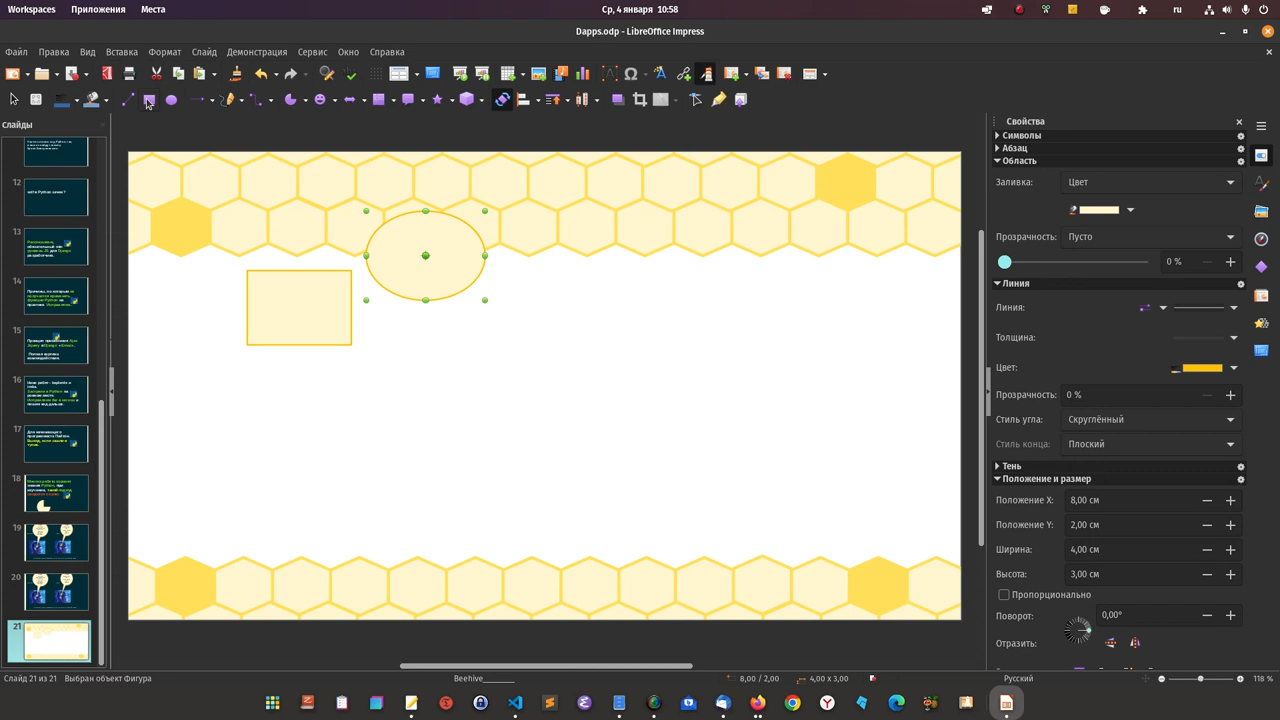 Workspaces Приложения Места Ср, 4 января 10:58 ru
Dapps.odp - LibreOffice Impress
Файл Правка Вид Вставка Формат Слайд Демонстрация Сервис Окно Справка
Слайды
12
13
14
15
16
17
18
19
20
21
Свойства
Символы
Абзац
Область
Заливка: Цвет
Прозрачность: Пусто
0 %
Линия
Линия:
Толщина:
Цвет:
Прозрачность: 0 %
Стиль угла: Скруглённый
Стиль конца: Плоский
Тень
Положение и размер
Положение X: 8,00 см
Положение Y: 2,00 см
Ширина: 4,00 см
Высота: 3,00 см
Пропорционально
Поворот: 0,00°
Отразить:
Слайд 21 из 21 Выбран объект Фигура Beehive_______ 8,00 / 2,00 4,00 x 3,00 Русский 118 %